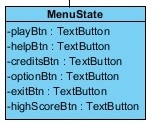 MenuState
-playBtn : TextButton
-helpBtn : TextButton
-creditsBtn : TextButton
-optionBtn : TextButton
-exitBtn : TextButton
-highScoreBtn : TextButton